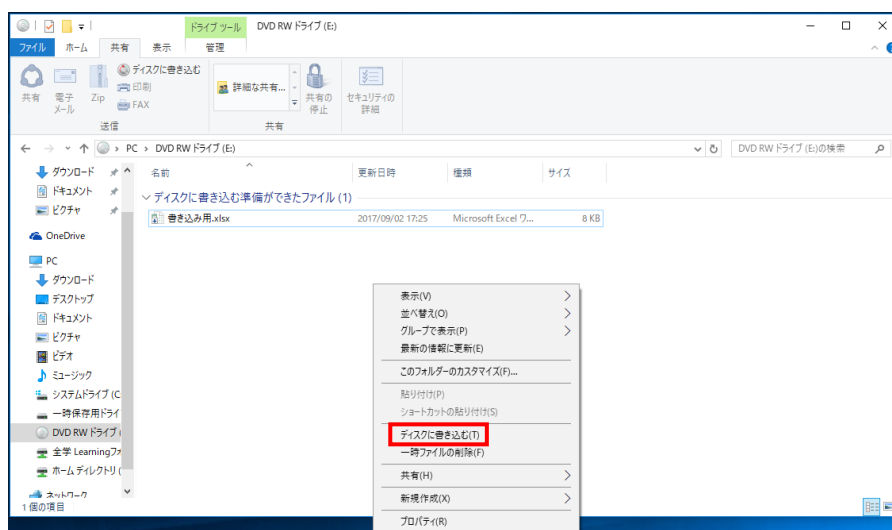 ドライブ ツール
DVD RW ドライブ (E:)
ファイル ホーム 共有 表示 管理
共有
電子メール
Zip
ディスクに書き込む
印刷
FAX
送信
詳細な共有...
共有の停止
共有
セキュリティの詳細
PC › DVD RW ドライブ (E:)
DVD RW ドライブ (E:)の検索
名前 更新日時 種類 サイズ
ディスクに書き込む準備ができたファイル (1)
書き込み用.xlsx 2017/09/02 17:25 Microsoft Excel ワ... 8 KB
ダウンロード
ドキュメント
ピクチャ
OneDrive
PC
ダウンロード
デスクトップ
ドキュメント
ピクチャ
ビデオ
ミュージック
システムドライブ (C
一時保存用ドライ
DVD RW ドライブ (
全学 Learningフォ
ホームディレクトリ (
ネットワーク
1 個の項目
表示(V)
並べ替え(O)
グループで表示(P)
最新の情報に更新(E)
このフォルダーのカスタマイズ(F)...
貼り付け(P)
ショートカットの貼り付け(S)
ディスクに書き込む(T)
一時ファイルの削除(F)
共有(H)
新規作成(X)
プロパティ(R)